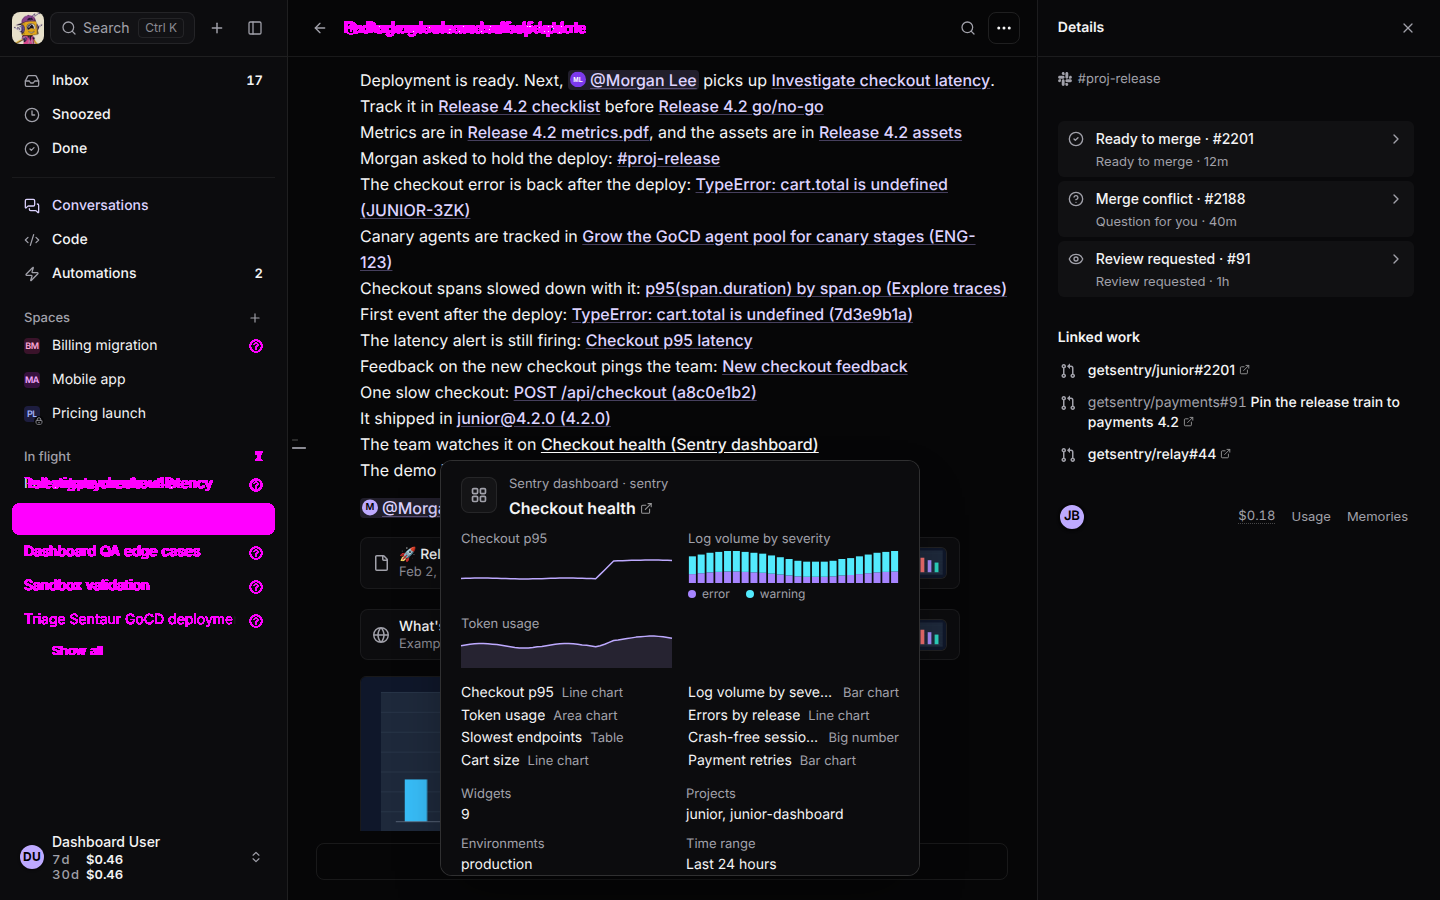 Search Ctrl K
Inbox 17
Snoozed
Done
Conversations
Code
Automations 2
Spaces
BM Billing migration
MA Mobile app
PL Pricing launch
In flight
Dashboard QA edge cases
Sandbox validation
Triage Sentaur GoCD deployme
Show all
DU Dashboard User
7d $0.46
30d $0.46
Deployment is ready. Next, ML @Morgan Lee picks up Investigate checkout latency.
Track it in Release 4.2 checklist before Release 4.2 go/no-go
Metrics are in Release 4.2 metrics.pdf, and the assets are in Release 4.2 assets
Morgan asked to hold the deploy: #proj-release
The checkout error is back after the deploy: TypeError: cart.total is undefined
(JUNIOR-3ZK)
Canary agents are tracked in Grow the GoCD agent pool for canary stages (ENG-
123)
Checkout spans slowed down with it: p95(span.duration) by span.op (Explore traces)
First event after the deploy: TypeError: cart.total is undefined (7d3e9b1a)
The latency alert is still firing: Checkout p95 latency
Feedback on the new checkout pings the team: New checkout feedback
One slow checkout: POST /api/checkout (a8c0e1b2)
It shipped in junior@4.2.0 (4.2.0)
The team watches it on Checkout health (Sentry dashboard)
The demo
M @Morga
🚀 Rel
Feb 2,
What's
Examp
Sentry dashboard · sentry
Checkout health
Checkout p95 Log volume by severity
error warning
Token usage
Checkout p95 Line chart Log volume by seve... Bar chart
Token usage Area chart Errors by release Line chart
Slowest endpoints Table Crash-free sessio... Big number
Cart size Line chart Payment retries Bar chart
Widgets Projects
9 junior, junior-dashboard
Environments Time range
production Last 24 hours
Details
#proj-release
Ready to merge · #2201
Ready to merge · 12m
Merge conflict · #2188
Question for you · 40m
Review requested · #91
Review requested · 1h
Linked work
getsentry/junior#2201
getsentry/payments#91 Pin the release train to
payments 4.2
getsentry/relay#44
JB $0.18 Usage Memories